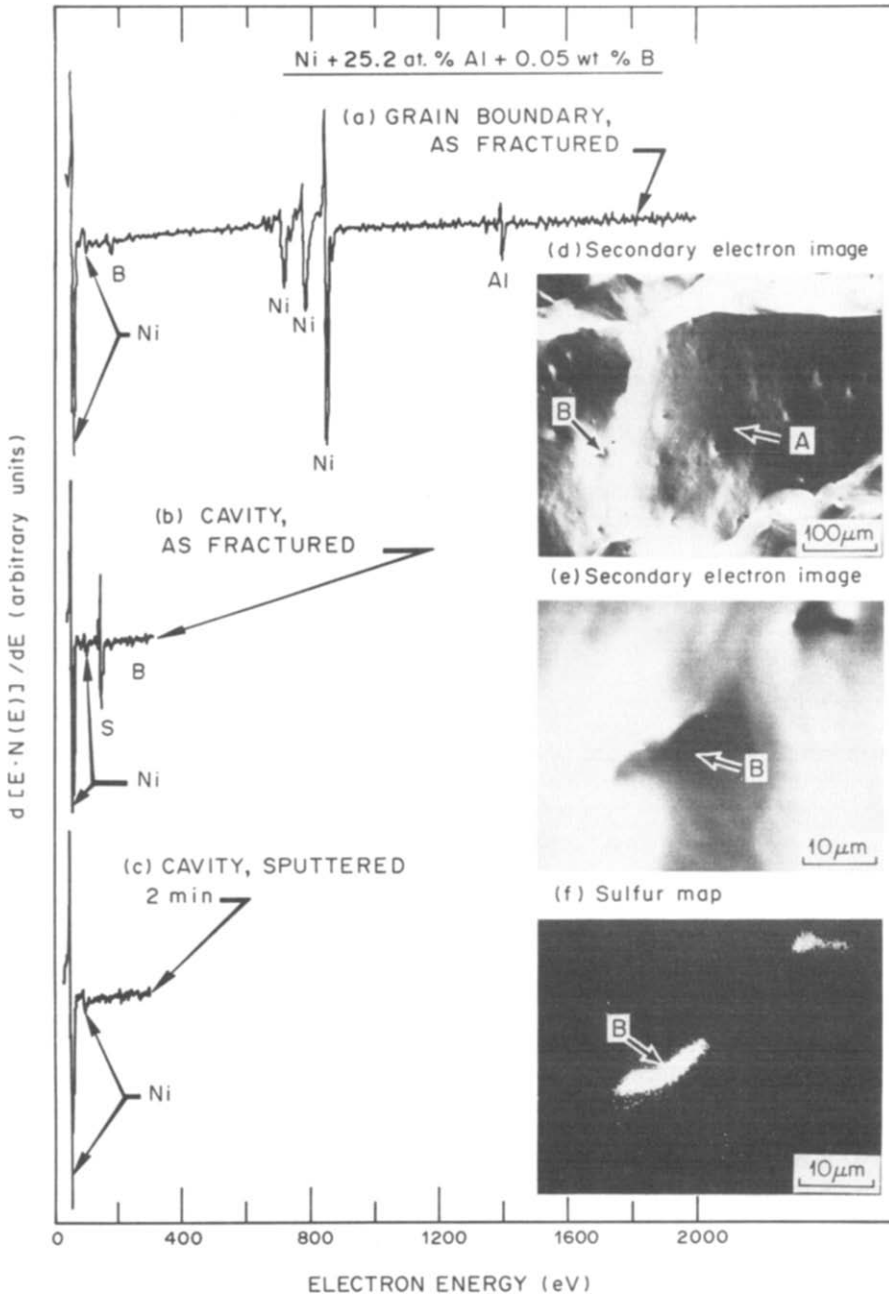 Ni + 25.2 at. % Al + 0.05 wt % B
(a) GRAIN BOUNDARY,
AS FRACTURED
B
Ni
Ni
Ni
Ni
Al
(b) CAVITY,
AS FRACTURED
B
S
Ni
(c) CAVITY, SPUTTERED
2 min
Ni
(d) Secondary electron image
B
A
100μm
(e) Secondary electron image
B
10μm
(f) Sulfur map
B
10μm
d [E·N(E)] /dE (arbitrary units)
0 400 800 1200 1600 2000
ELECTRON ENERGY (eV)